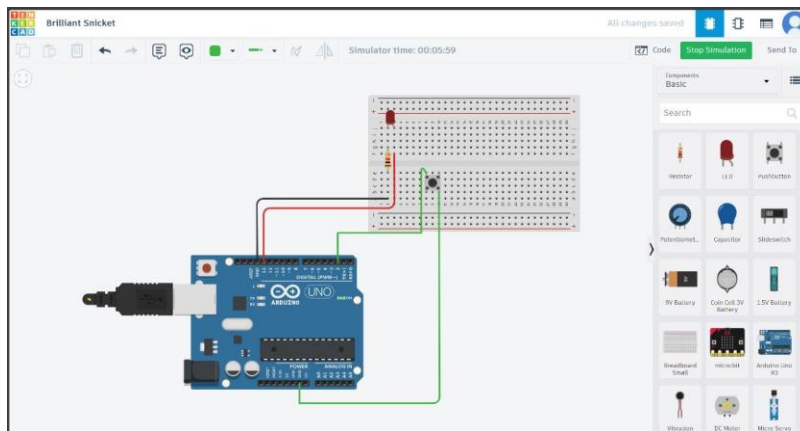 TIN
KER
CAD
Brilliant Snicket
All changes saved
Simulator time: 00:05:59
Code
Stop Simulation
Send To
Components
Basic
Search
Resistor
LED
Pushbutton
Potentiomet...
Capacitor
Slideswitch
9V Battery
Coin Cell 3V
Battery
1.5V Battery
Breadboard
Small
micro:bit
Arduino Uno
R3
Vibration
DC Motor
Micro Servo
DIGITAL (PWM~)
UNO
ARDUINO
POWER
ANALOG IN